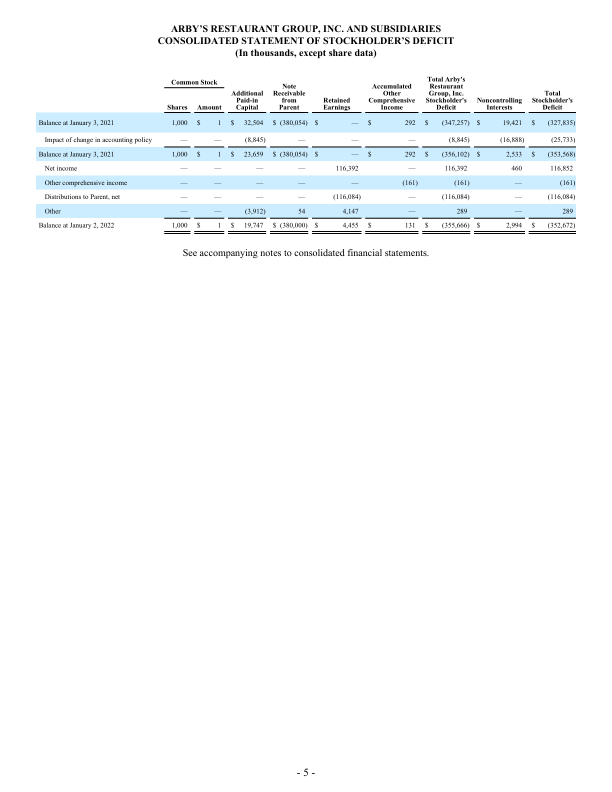 ARBY'S RESTAURANT GROUP, INC. AND SUBSIDIARIES
CONSOLIDATED STATEMENT OF STOCKHOLDER'S DEFICIT
(In thousands, except share data)
Common Stock
Shares Amount Additional Paid-in Capital Note Receivable from Parent Retained Earnings Accumulated Other Comprehensive Income Total Arby's Restaurant Group, Inc. Stockholder's Deficit Noncontrolling Interests Total Stockholder's Deficit
Balance at January 3, 2021 1,000 $ 1 $ 32,504 $ (380,054) $ — $ 292 $ (347,257) $ 19,421 $ (327,835)
Impact of change in accounting policy — — (8,845) — — — (8,845) (16,888) (25,733)
Balance at January 3, 2021 1,000 $ 1 $ 23,659 $ (380,054) $ — $ 292 $ (356,102) $ 2,533 $ (353,568)
Net income — — — — 116,392 — 116,392 460 116,852
Other comprehensive income — — — — — (161) (161) — (161)
Distributions to Parent, net — — — — (116,084) — (116,084) — (116,084)
Other — — (3,912) 54 4,147 — 289 — 289
Balance at January 2, 2022 1,000 $ 1 $ 19,747 $ (380,000) $ 4,455 $ 131 $ (355,666) $ 2,994 $ (352,672)
See accompanying notes to consolidated financial statements.
- 5 -